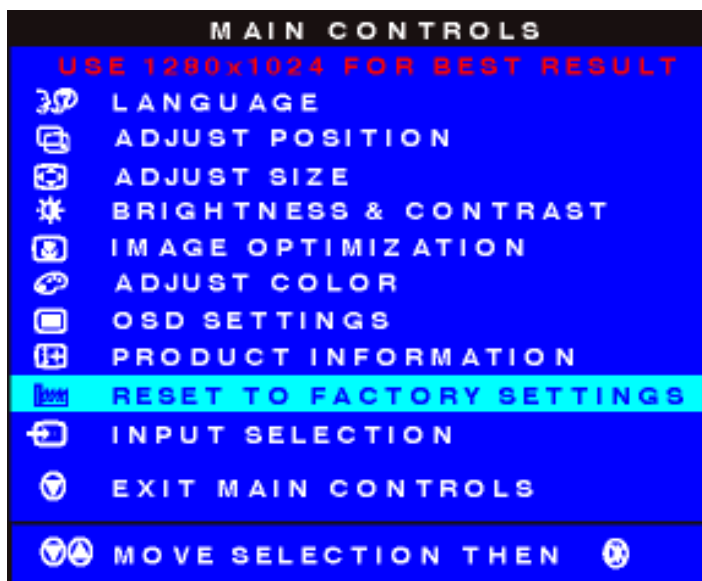 MAIN CONTROLS
USE 1280x1024 FOR BEST RESULT
LANGUAGE
ADJUST POSITION
ADJUST SIZE
BRIGHTNESS & CONTRAST
IMAGE OPTIMIZATION
ADJUST COLOR
OSD SETTINGS
PRODUCT INFORMATION
RESET TO FACTORY SETTINGS
INPUT SELECTION
EXIT MAIN CONTROLS
MOVE SELECTION THEN OK